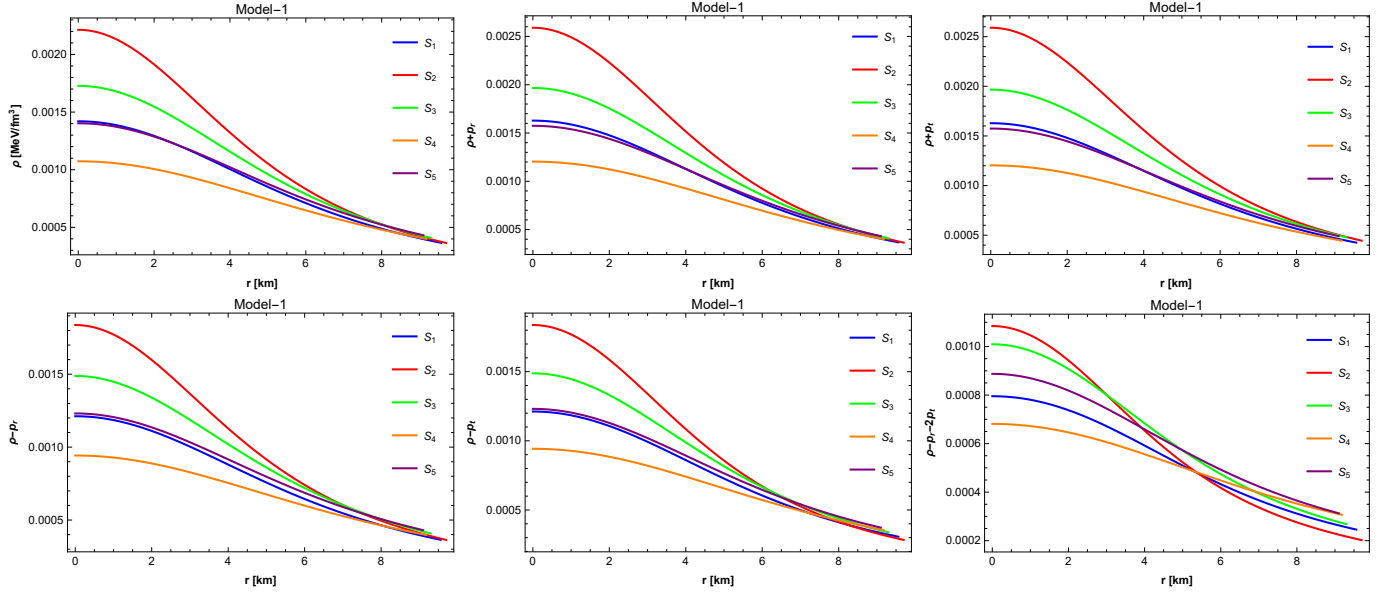 Model−1
ρ [MeV/fm³]
0.0020
0.0015
0.0010
0.0005
0 2 4 6 8
r [km]
S₁
S₂
S₃
S₄
S₅
Model−1
ρ+pᵣ
0.0025
0.0020
0.0015
0.0010
0.0005
0 2 4 6 8
r [km]
S₁
S₂
S₃
S₄
S₅
Model−1
ρ+pₜ
0.0025
0.0020
0.0015
0.0010
0.0005
0 2 4 6 8
r [km]
S₁
S₂
S₃
S₄
S₅
Model−1
ρ−pᵣ
0.0015
0.0010
0.0005
0 2 4 6 8
r [km]
S₁
S₂
S₃
S₄
S₅
Model−1
ρ−pₜ
0.0015
0.0010
0.0005
0 2 4 6 8
r [km]
S₁
S₂
S₃
S₄
S₅
Model−1
ρ−pᵣ−2pₜ
0.0010
0.0008
0.0006
0.0004
0.0002
0 2 4 6 8
r [km]
S₁
S₂
S₃
S₄
S₅